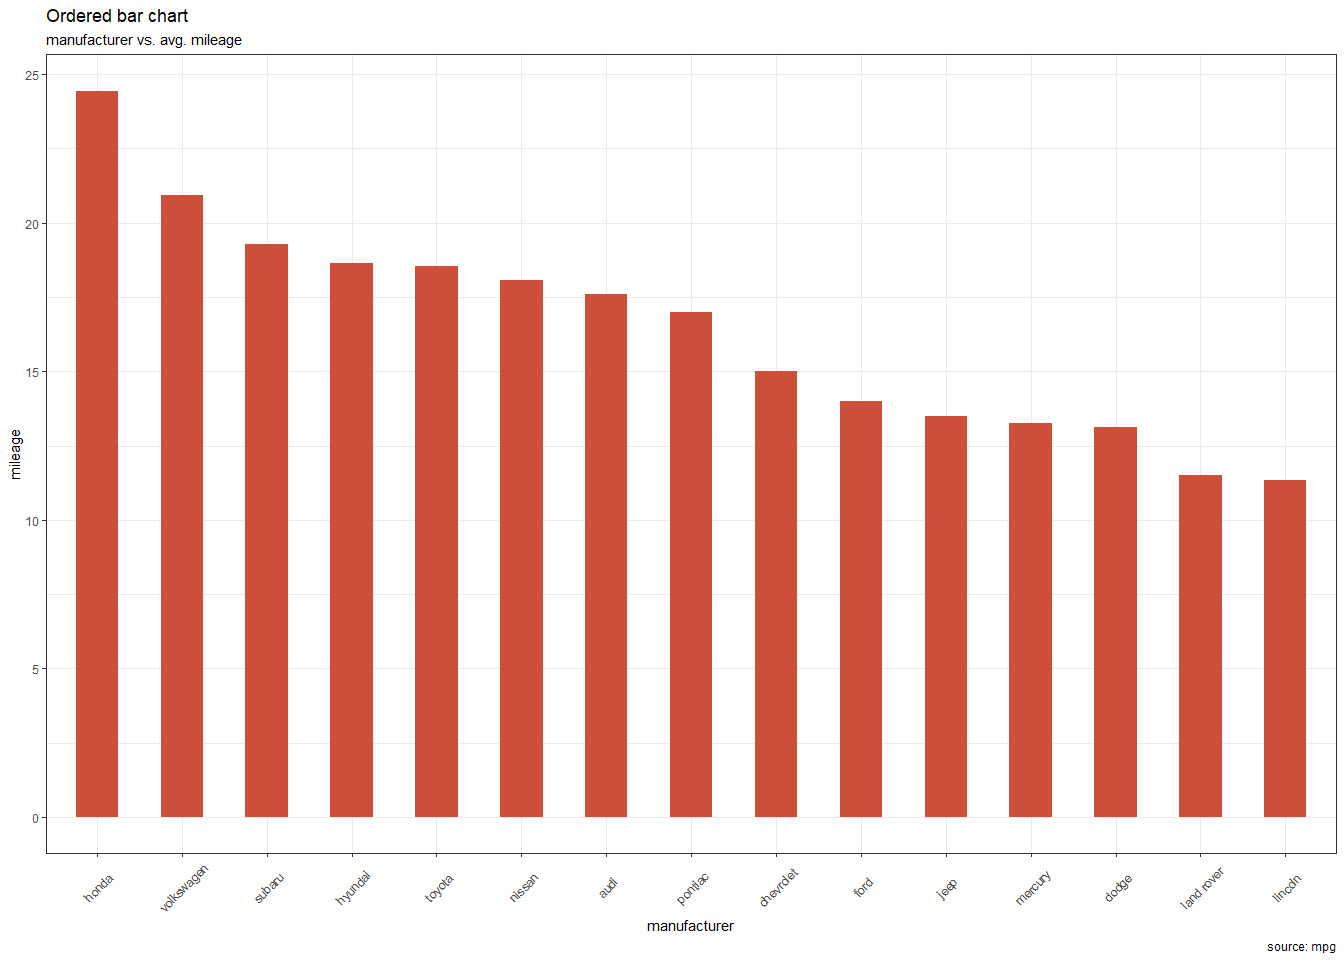 Ordered bar chart
manufacturer vs. avg. mileage
25
20
15
10
5
0
mileage
honda
volkswagen
subaru
hyundai
toyota
nissan
audi
pontiac
chevrolet
ford
jeep
mercury
dodge
land rover
lincoln
manufacturer
source: mpg